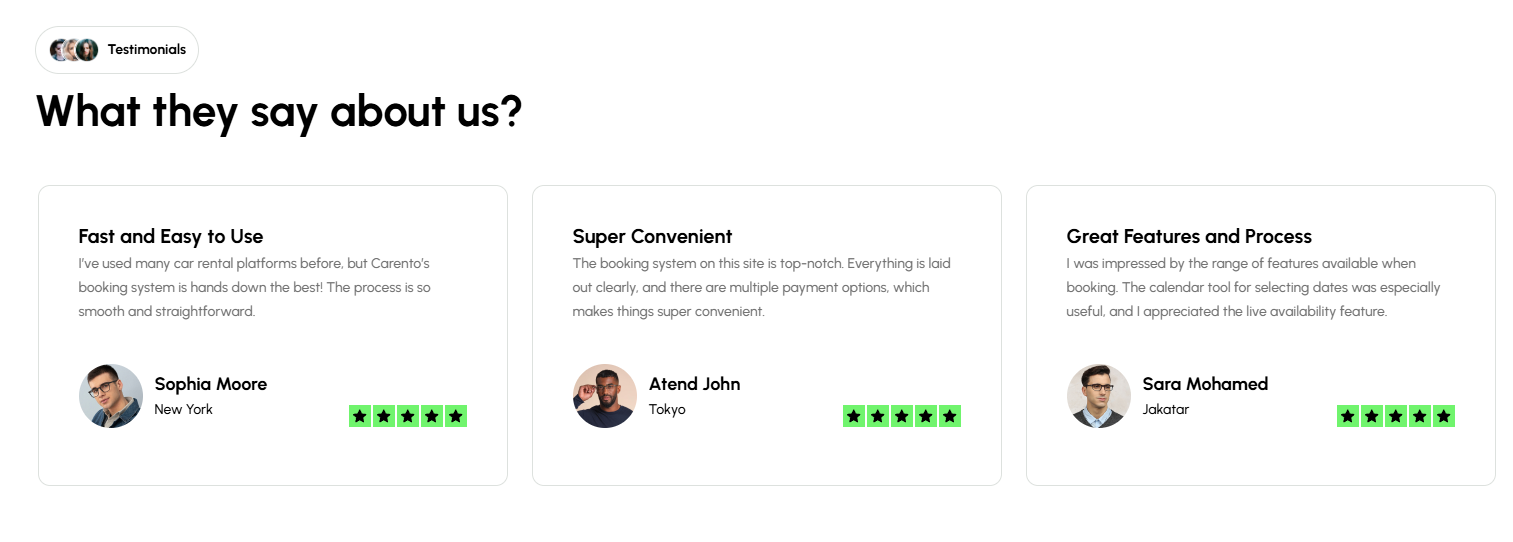 Testimonials
What they say about us?
Fast and Easy to Use
I've used many car rental platforms before, but Carento's
booking system is hands down the best! The process is so
smooth and straightforward.
Sophia Moore
New York
Super Convenient
The booking system on this site is top-notch. Everything is laid
out clearly, and there are multiple payment options, which
makes things super convenient.
Atend John
Tokyo
Great Features and Process
I was impressed by the range of features available when
booking. The calendar tool for selecting dates was especially
useful, and I appreciated the live availability feature.
Sara Mohamed
Jakatar